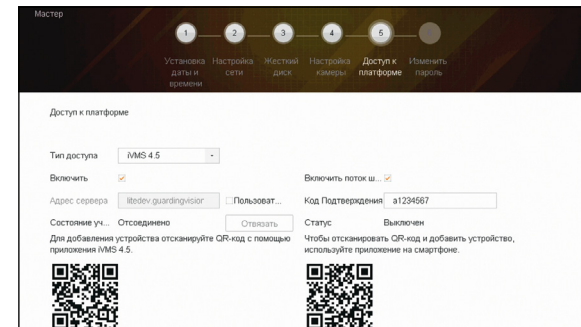 Мастер
1 2 3 4 5
Установка даты и времени
Настройка сети
Жесткий диск
Настройка камеры
Доступ к платформе
Изменить пароль
Доступ к платформе
Тип доступа iVMS 4.5
Включить Включить поток ш...
Адрес сервера litedev.guardingvision Пользоват... Код Подтверждения a1234567
Состояние уч... Отсоединено Отвязать Статус Выключен
Для добавления устройства отсканируйте QR-код с помощью
приложения iVMS 4.5.
Чтобы отсканировать QR-код и добавить устройство,
используйте приложение на смартфоне.